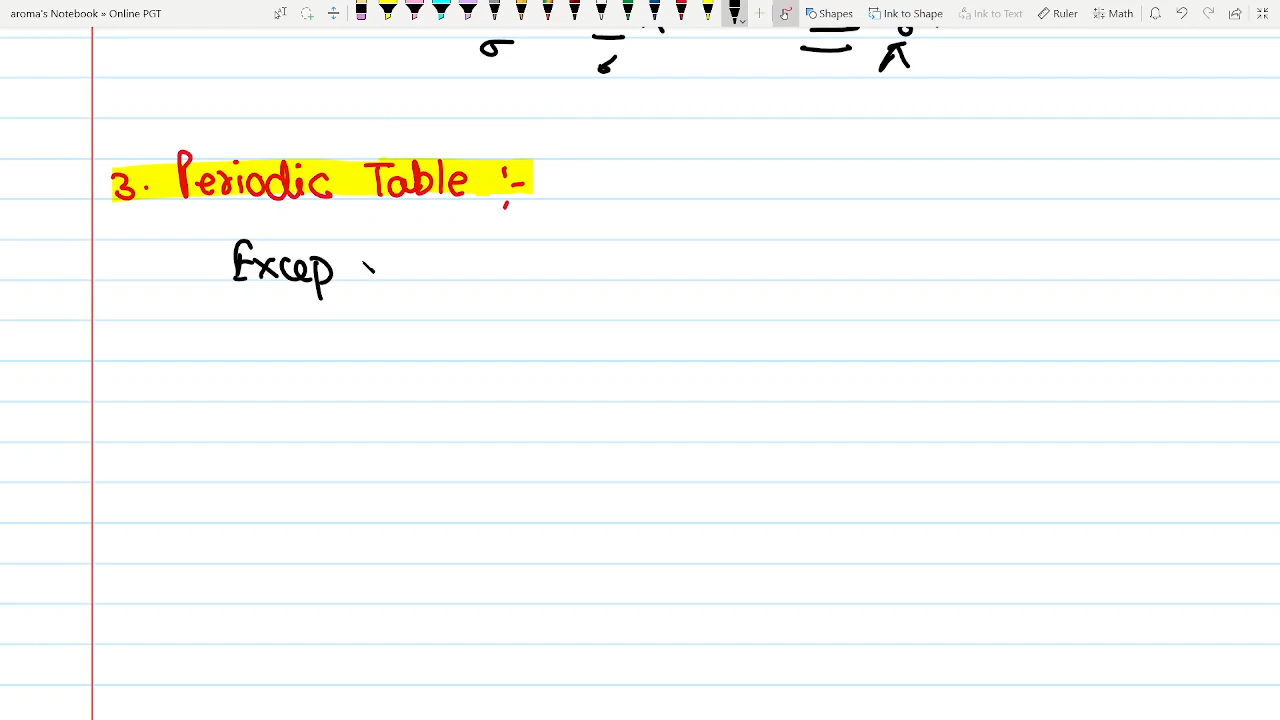 aroma's Notebook » Online PGT
Shapes Ink to Shape Ink to Text Ruler Math
3. Periodic Table :-
Excep